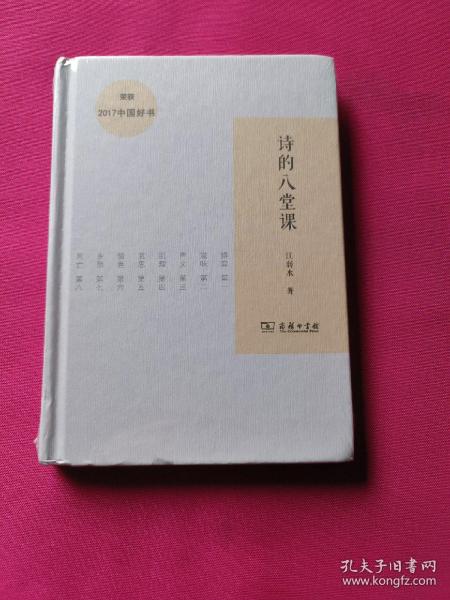 荣获
2017中国好书
诗的八堂课
江弱水 著
商务印书馆
The Commercial Press
博弈 第一
滋味 第二
声文 第三
肌理 第四
玄思 第五
情色 第六
乡愁 第七
死亡 第八
孔夫子旧书网
www.kongfz.com